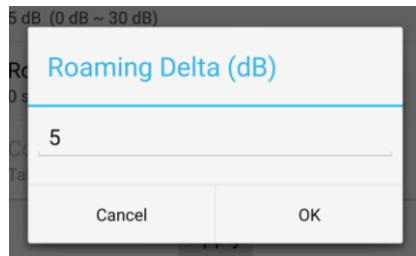 5 dB (0 dB ~ 30 dB)
Roaming Delta (dB)
5
Cancel
OK